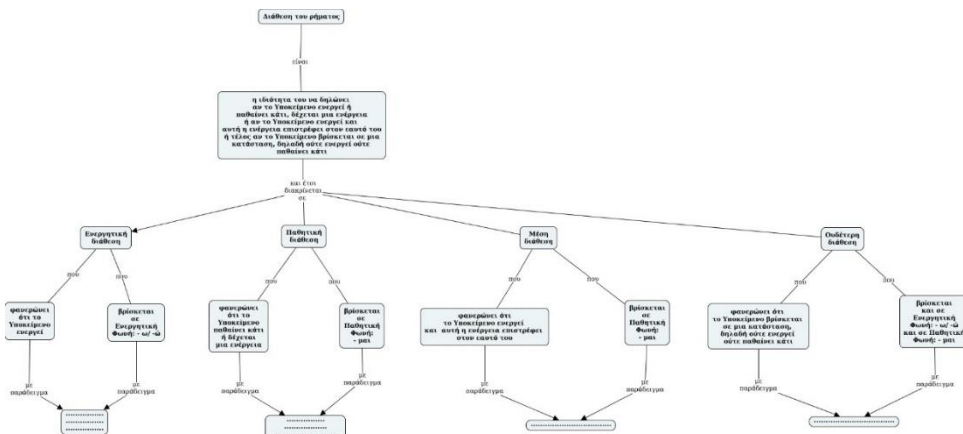 Διάθεση του ρήματος
είναι
η ιδιότητα του να δηλώνει
αν το Υποκείμενο ενεργεί ή
παθαίνει κάτι, δέχεται μια ενέργεια
ή αν το Υποκείμενο ενεργεί και
αυτή η ενέργεια επιστρέφει στον εαυτό του
ή τέλος αν το Υποκείμενο βρίσκεται σε μια
κατάσταση, δηλαδή ούτε ενεργεί ούτε
παθαίνει κάτι
και έτσι
διακρίνεται
σε
Ενεργητική
διάθεση
που
που
φανερώνει
ότι το
Υποκείμενο
ενεργεί
βρίσκεται
σε
Ενεργητική
Φωνή: - ω/ -ώ
με
παράδειγμα
με
παράδειγμα
................
................
................
Παθητική
διάθεση
που
που
φανερώνει
ότι το
Υποκείμενο
παθαίνει κάτι
ή δέχεται
μια ενέργεια
βρίσκεται
σε
Παθητική
Φωνή:
- μαι
με
παράδειγμα
με
παράδειγμα
................
................
Μέση
διάθεση
που
που
φανερώνει ότι
το Υποκείμενο ενεργεί
και αυτή η ενέργεια επιστρέφει
στον εαυτό του
βρίσκεται
σε
Παθητική
Φωνή:
- μαι
με
παράδειγμα
με
παράδειγμα
................................
Ουδέτερη
διάθεση
που
που
φανερώνει ότι
το Υποκείμενο βρίσκεται
σε μια κατάσταση,
δηλαδή ούτε ενεργεί
ούτε παθαίνει κάτι
βρίσκεται
και σε
Ενεργητική
Φωνή: - ω/ -ώ
και σε Παθητική
Φωνή: - μαι
με
παράδειγμα
με
παράδειγμα
................................